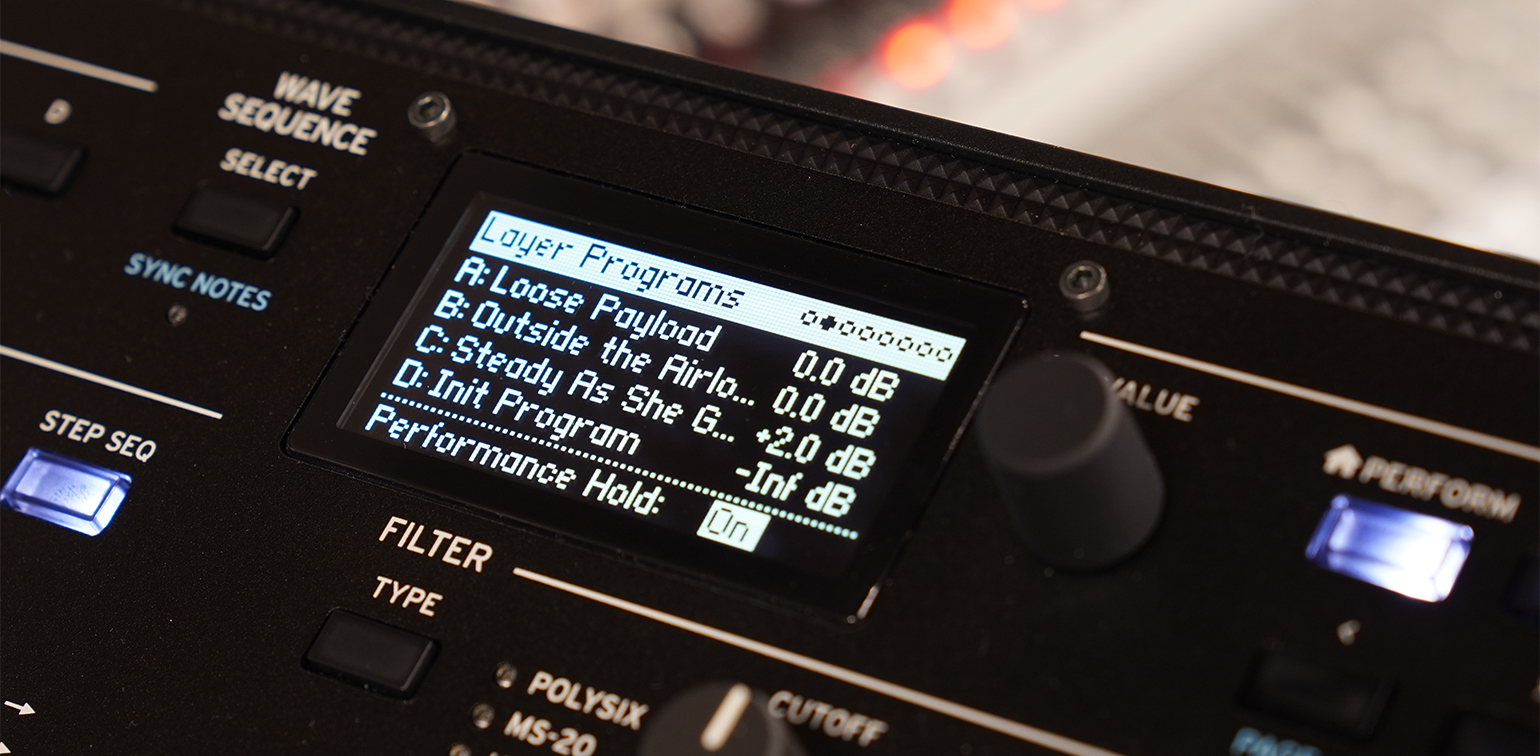 D
WAVE
SEQUENCE
SELECT
SYNC NOTES
Layer Programs
A: Loose Payload 0.0 dB
B: Outside the Airlo... 0.0 dB
C: Steady As She G... +2.0 dB
D: Init Program -Inf dB
Performance Hold: On
VALUE
STEP SEQ
PERFORM
<
FILTER
TYPE
POLYSIX
MS-20
CUTOFF